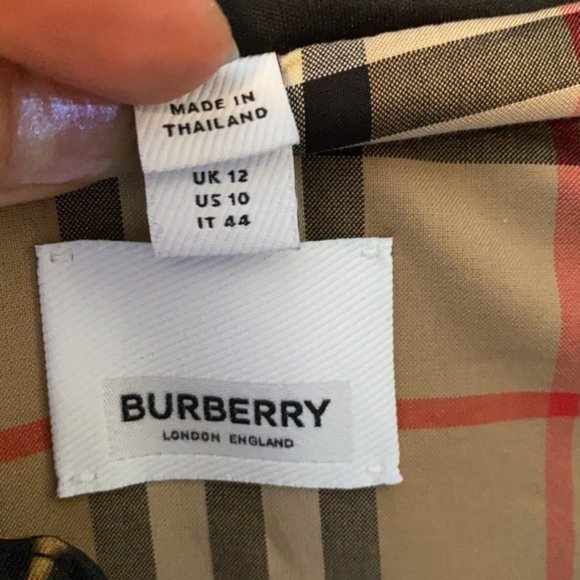 MADE IN
THAILAND
UK 12
US 10
IT 44
BURBERRY
LONDON ENGLAND